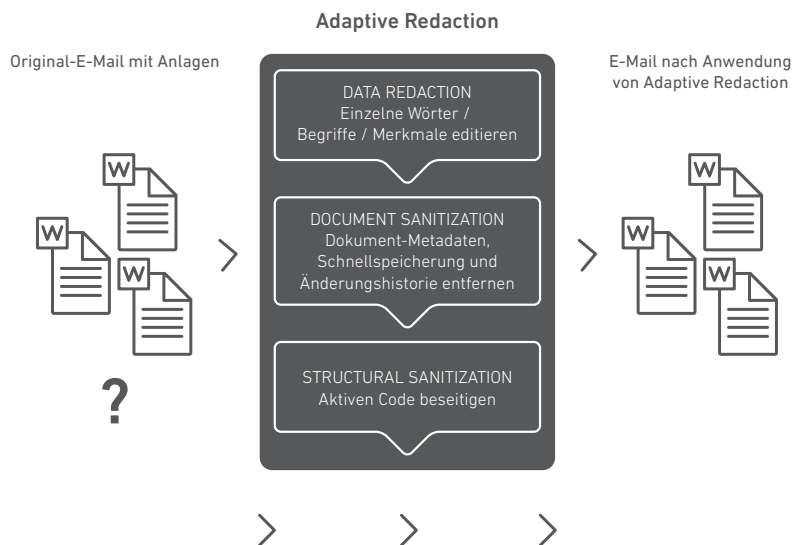 Adaptive Redaction
Original-E-Mail mit Anlagen
DATA REDACTION
Einzelne Wörter /
Begriffe / Merkmale editieren
DOCUMENT SANITIZATION
Dokument-Metadaten,
Schnellspeicherung und
Änderungshistorie entfernen
STRUCTURAL SANITIZATION
Aktiven Code beseitigen
E-Mail nach Anwendung
von Adaptive Redaction
W
W
W
?
W
W
W